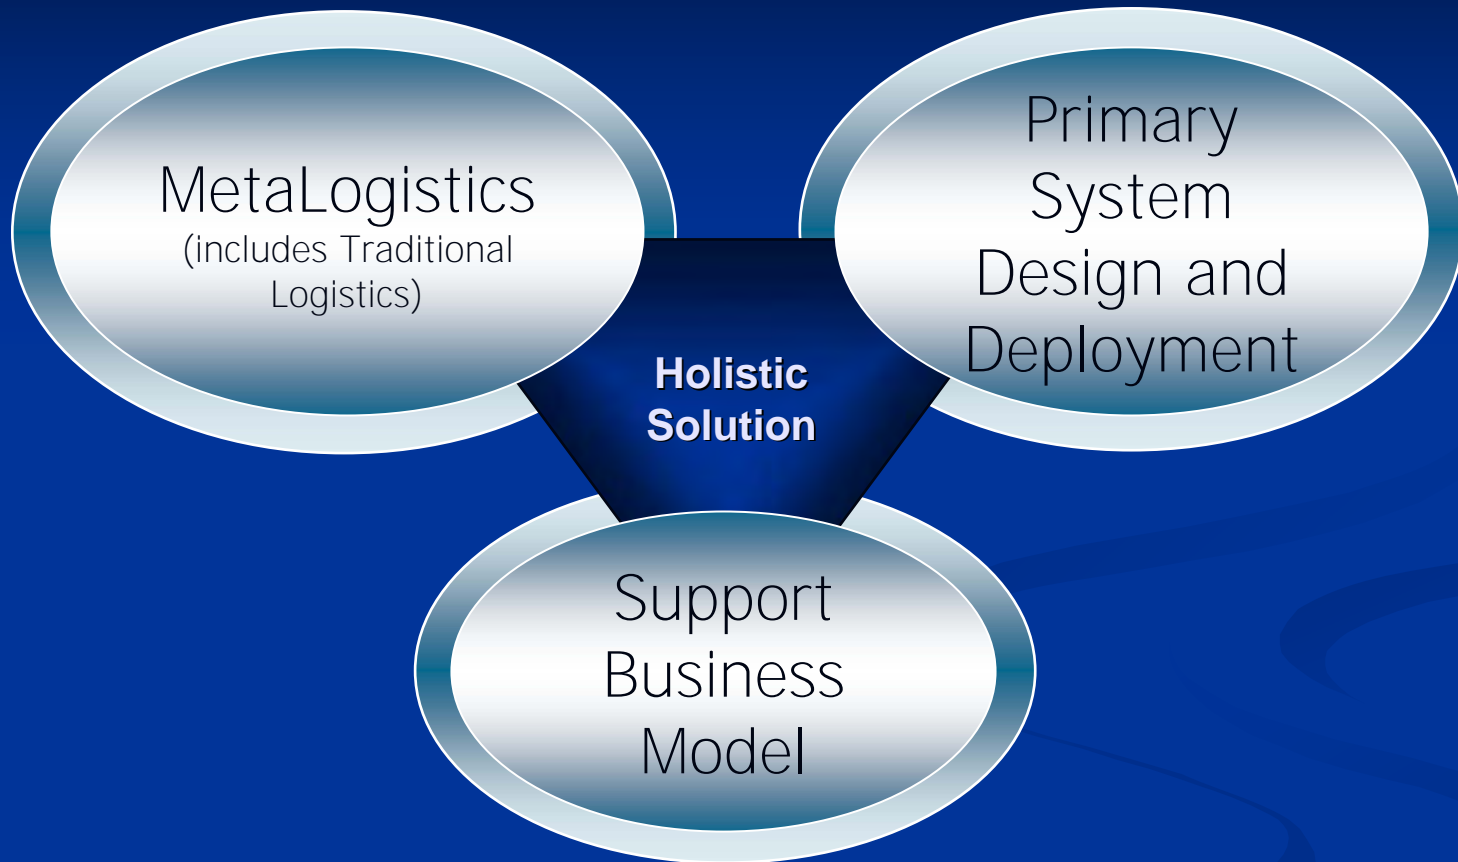 MetaLogistics
(includes Traditional
Logistics)
Primary
System
Design and
Deployment
Holistic
Solution
Support
Business
Model